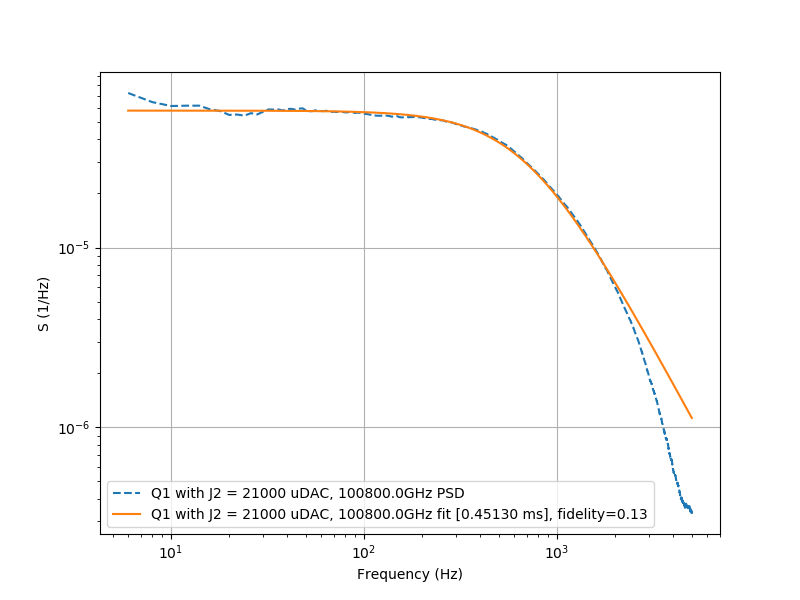 10⁻⁵
10⁻⁶
S (1/Hz)
Q1 with J2 = 21000 uDAC, 100800.0GHz PSD
Q1 with J2 = 21000 uDAC, 100800.0GHz fit [0.45130 ms], fidelity=0.13
10¹ 10² 10³
Frequency (Hz)